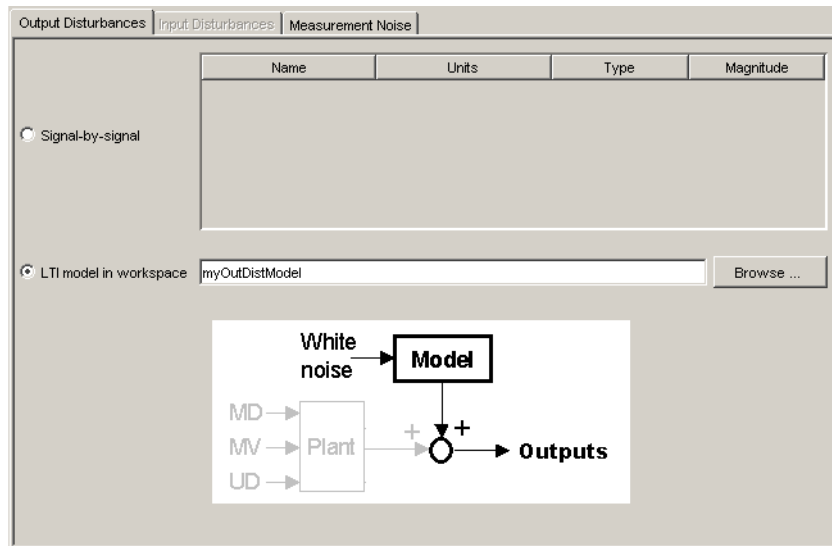 Output Disturbances Input Disturbances Measurement Noise
Name Units Type Magnitude
Signal-by-signal
LTI model in workspace myOutDistModel Browse ...
White
noise
Model
MD
MV
UD
Plant
+
+
Outputs